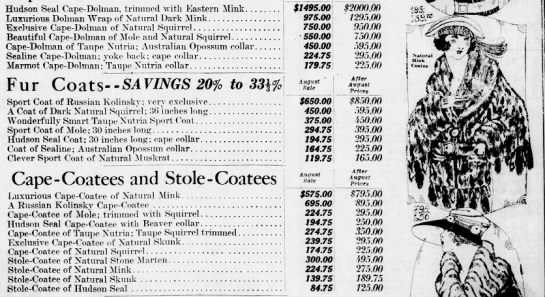 Hudson Seal Cape-Dolman, trimmed with Eastern Mink.... $1495.00 $2000.00
Luxurious Dolman Wrap of Natural Dark Mink.... 975.00 1295.00
Exclusive Cape-Dolman of Natural Squirrel.... 750.00 950.00
Beautiful Cape-Dolman of Mole and Natural Squirrel.... 550.00 750.00
Cape-Dolman of Taupe Nutria; Australian Opossum collar.... 450.00 595.00
Sealine Cape-Dolman; yoke back; cape collar.... 224.75 295.00
Marmot Cape-Dolman; Taupe Nutria collar.... 179.75 225.00
Fur Coats--SAVINGS 20% to 33⅓%
August Sale
After August Prices
Sport Coat of Russian Kolinsky; very exclusive.... $650.00 $850.00
A Coat of Dark Natural Squirrel; 36 inches long.... 450.00 595.00
Wonderfully Smart Taupe Nutria Sport Coat.... 375.00 450.00
Sport Coat of Mole; 30 inches long.... 294.75 395.00
Hudson Seal Coat; 30 inches long; cape collar.... 194.75 295.00
Coat of Sealine; Australian Opossum collar.... 164.75 225.00
Clever Sport Coat of Natural Muskrat.... 119.75 165.00
Cape-Coatees and Stole-Coatees
August Sale
After August Prices
Luxurious Cape-Coatee of Natural Mink.... $575.00 $795.00
A Russian Kolinsky Cape-Coatee.... 695.00 895.00
Cape-Coatee of Mole; trimmed with Squirrel.... 224.75 295.00
Hudson Seal Cape-Coatee with Beaver collar.... 194.75 250.00
Cape-Coatee of Taupe Nutria; Taupe Squirrel trimmed.... 274.75 350.00
Exclusive Cape-Coatee of Natural Skunk.... 239.75 295.00
Cape-Coatee of Natural Squirrel.... 174.75 225.00
Stole-Coatee of Natural Stone Marten.... 300.00 495.00
Stole-Coatee of Natural Mink.... 224.75 275.00
Stole-Coatee of Natural Skunk.... 139.75 189.75
Stole-Coatee of Hudson Seal.... 84.75 125.00
Natural
Mink
Coatee